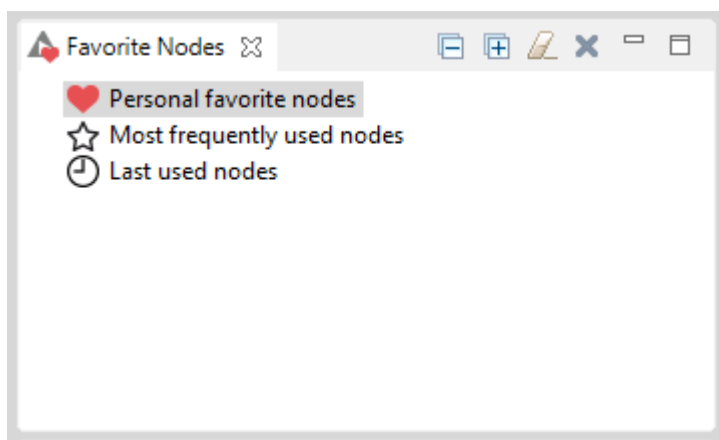 Favorite Nodes
Personal favorite nodes
Most frequently used nodes
Last used nodes